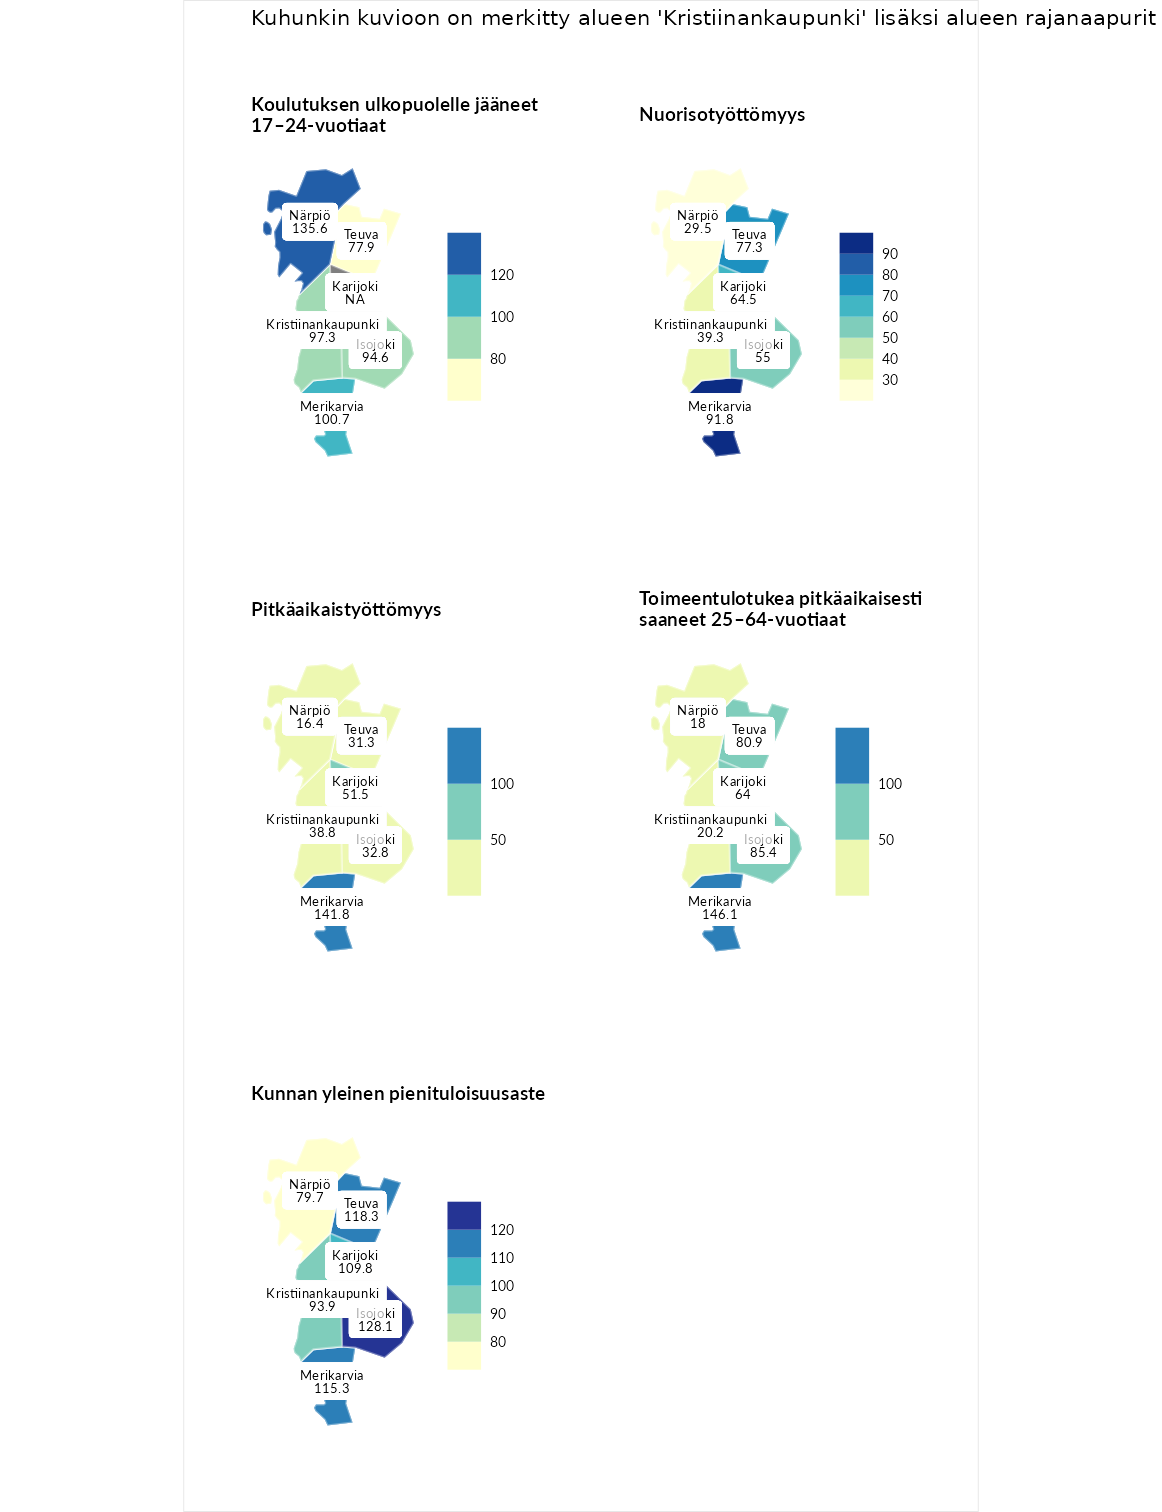 Kuhunkin kuvioon on merkitty alueen 'Kristiinankaupunki' lisäksi alueen rajanaapurit
Koulutuksen ulkopuolelle jääneet
17–24-vuotiaat
Närpiö
135.6
Teuva
77.9
Karijoki
NA
Kristiinankaupunki
97.3
Isojoki
94.6
Merikarvia
100.7
120
100
80
Nuorisotyöttömyys
Närpiö
29.5
Teuva
77.3
Karijoki
64.5
Kristiinankaupunki
39.3
Isojoki
55
Merikarvia
91.8
90
80
70
60
50
40
30
Pitkäaikaistyöttömyys
Närpiö
16.4
Teuva
31.3
Karijoki
51.5
Kristiinankaupunki
38.8
Isojoki
32.8
Merikarvia
141.8
100
50
Toimeentulotukea pitkäaikaisesti
saaneet 25–64-vuotiaat
Närpiö
18
Teuva
80.9
Karijoki
64
Kristiinankaupunki
20.2
Isojoki
85.4
Merikarvia
146.1
100
50
Kunnan yleinen pienituloisuusaste
Närpiö
79.7
Teuva
118.3
Karijoki
109.8
Kristiinankaupunki
93.9
Isojoki
128.1
Merikarvia
115.3
120
110
100
90
80